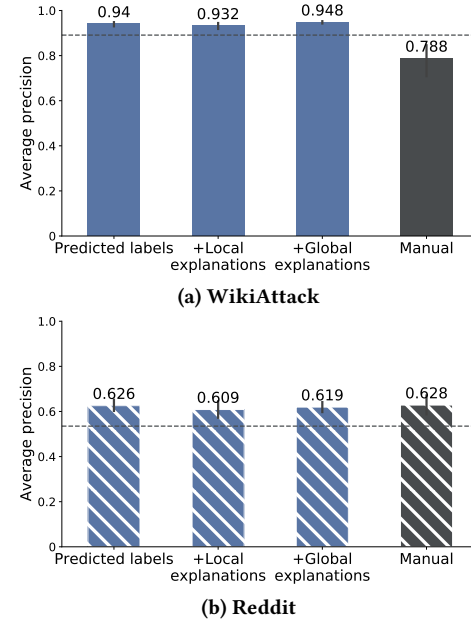 1.0
0.8
0.6
0.4
0.2
0
Average precision
0.94
0.932
0.948
0.788
Predicted labels
+Local
explanations
+Global
explanations
Manual
(a) WikiAttack
1.0
0.8
0.6
0.4
0.2
0
Average precision
0.626
0.609
0.619
0.628
Predicted labels
+Local
explanations
+Global
explanations
Manual
(b) Reddit